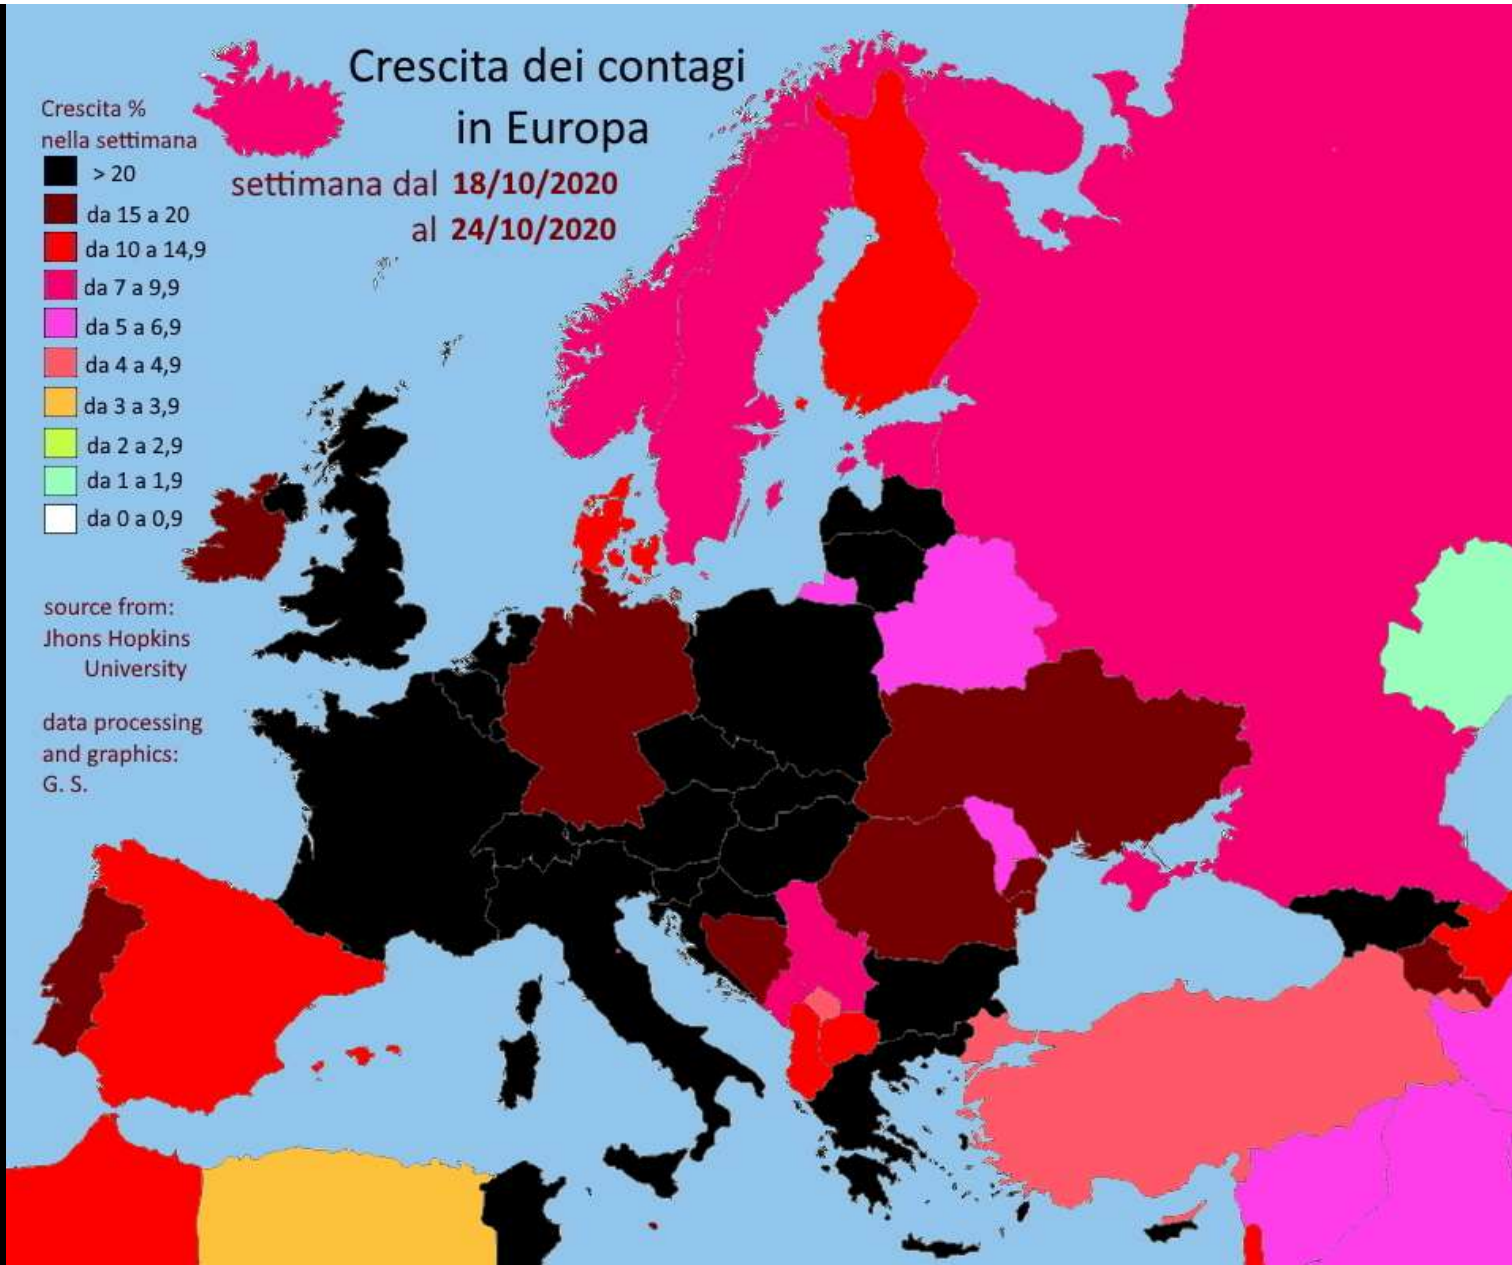 Crescita dei contagi
in Europa
settimana dal 18/10/2020
al 24/10/2020
Crescita %
nella settimana
> 20
da 15 a 20
da 10 a 14,9
da 7 a 9,9
da 5 a 6,9
da 4 a 4,9
da 3 a 3,9
da 2 a 2,9
da 1 a 1,9
da 0 a 0,9
source from:
Jhons Hopkins
University
data processing
and graphics:
G. S.